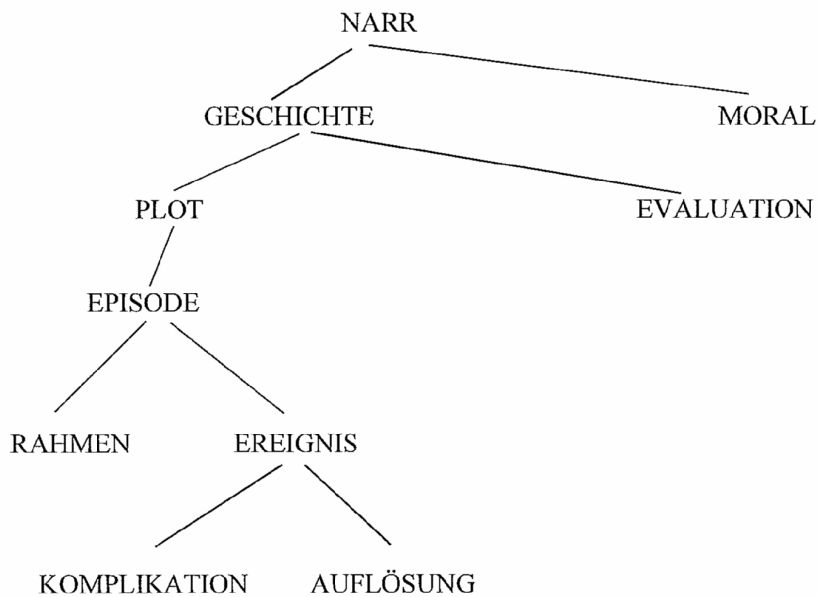 NARR
GESCHICHTE MORAL
PLOT EVALUATION
EPISODE
RAHMEN EREIGNIS
KOMPLIKATION AUFLÖSUNG